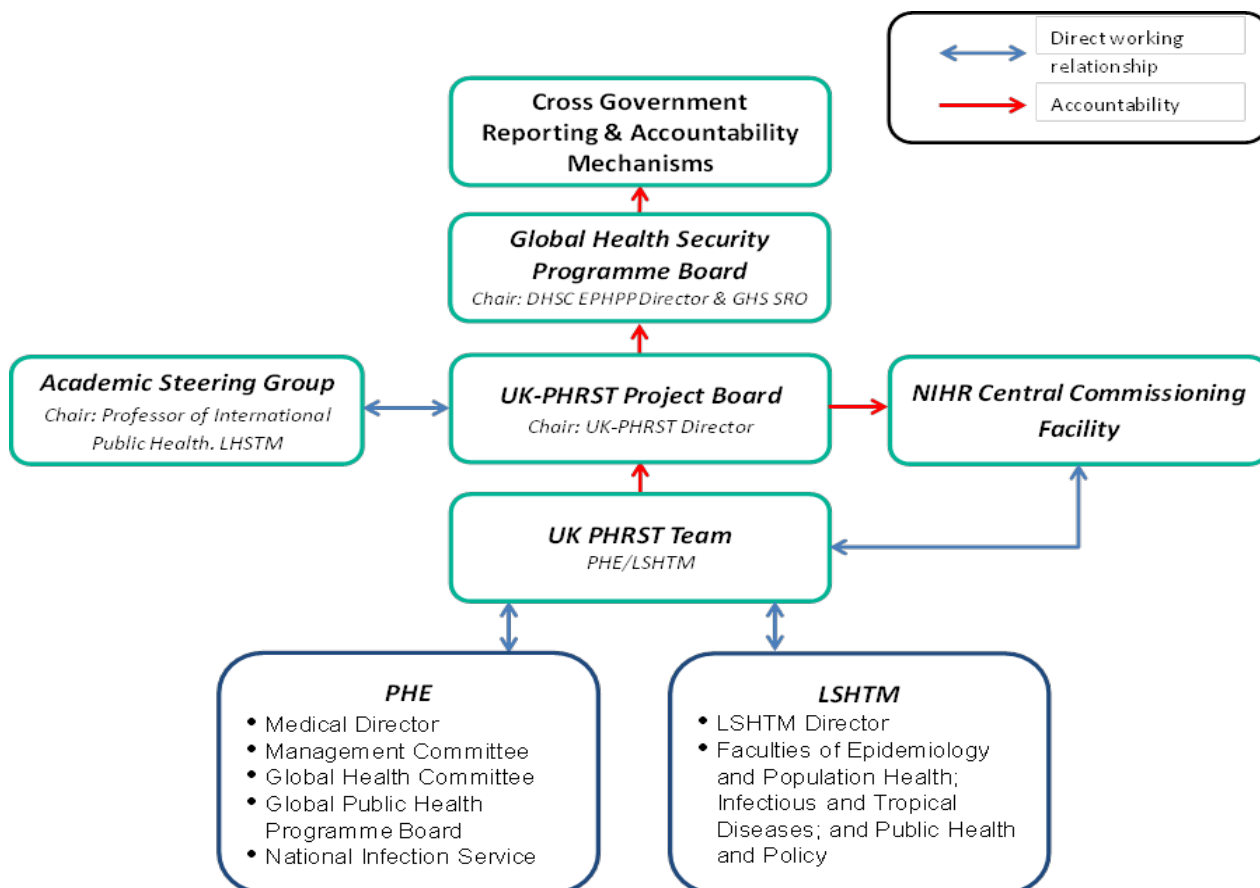 Direct working
relationship
Accountability
Cross Government
Reporting & Accountability
Mechanisms
Global Health Security
Programme Board
Chair: DHSC EPHPP Director & GHS SRO
Academic Steering Group
Chair: Professor of International
Public Health. LHSTM
UK-PHRST Project Board
Chair: UK-PHRST Director
NIHR Central Commissioning
Facility
UK PHRST Team
PHE/LSHTM
PHE
• Medical Director
• Management Committee
• Global Health Committee
• Global Public Health
Programme Board
• National Infection Service
LSHTM
• LSHTM Director
• Faculties of Epidemiology
and Population Health;
Infectious and Tropical
Diseases; and Public Health
and Policy